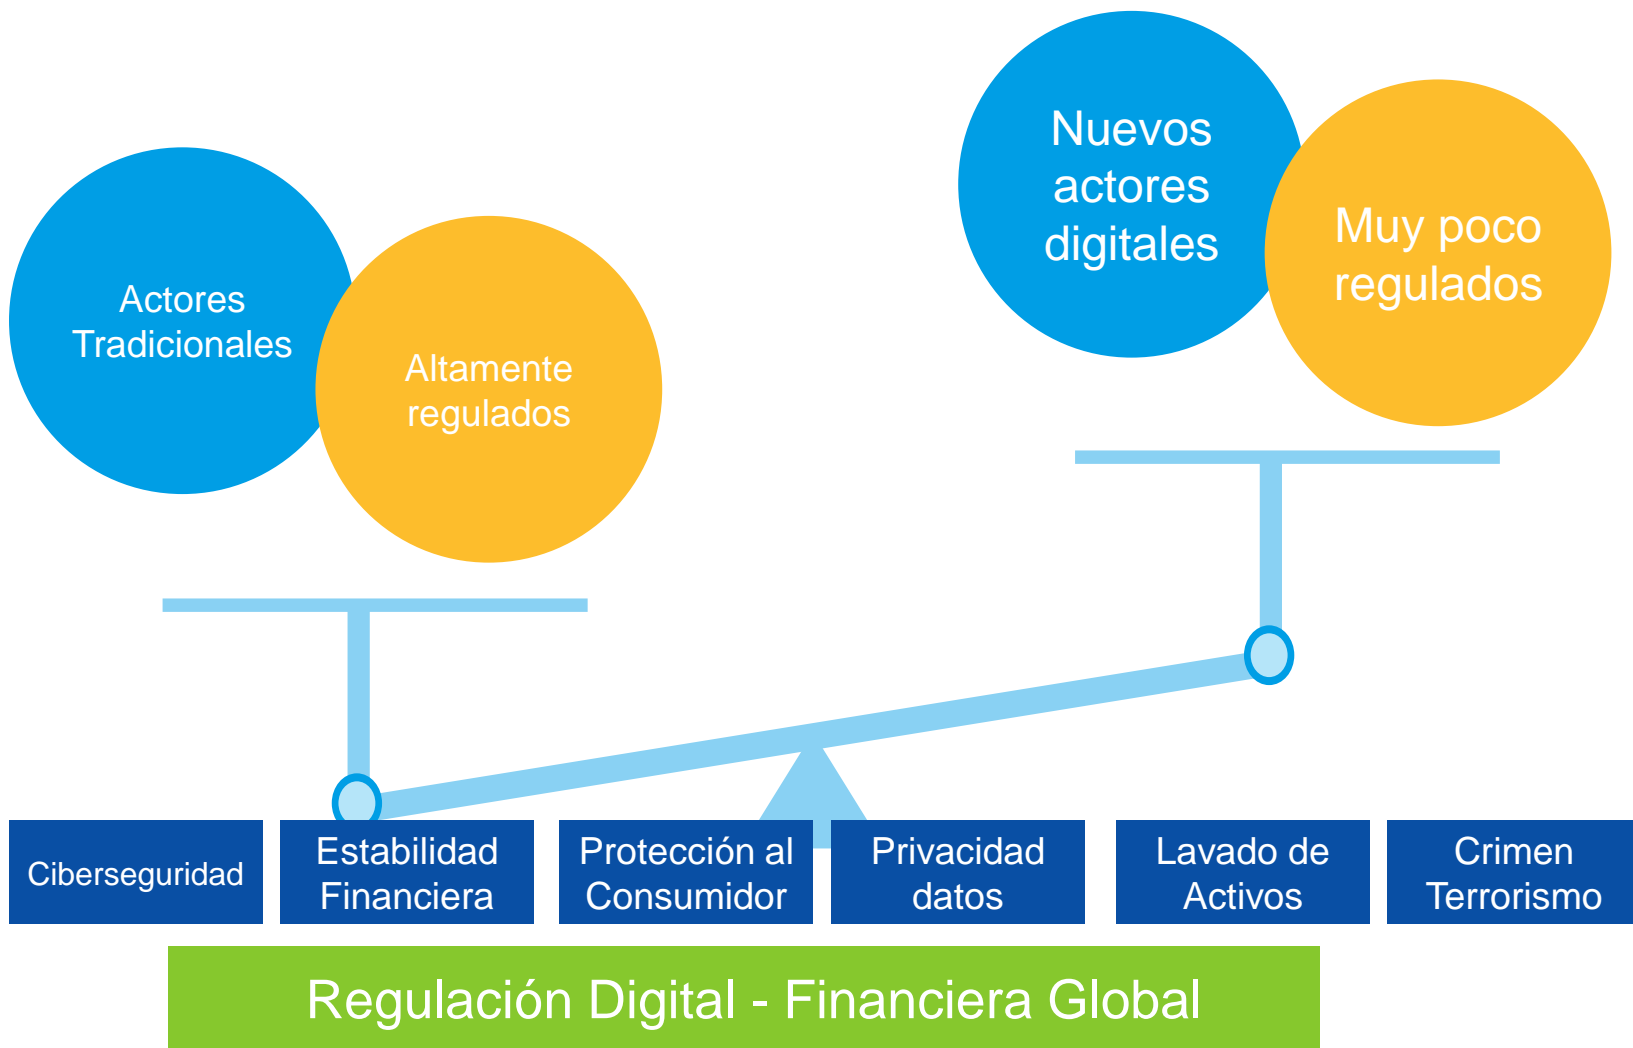 Actores
Tradicionales
Altamente
regulados
Nuevos
actores
digitales
Muy poco
regulados
Ciberseguridad
Estabilidad
Financiera
Protección al
Consumidor
Privacidad
datos
Lavado de
Activos
Crimen
Terrorismo
Regulación Digital - Financiera Global